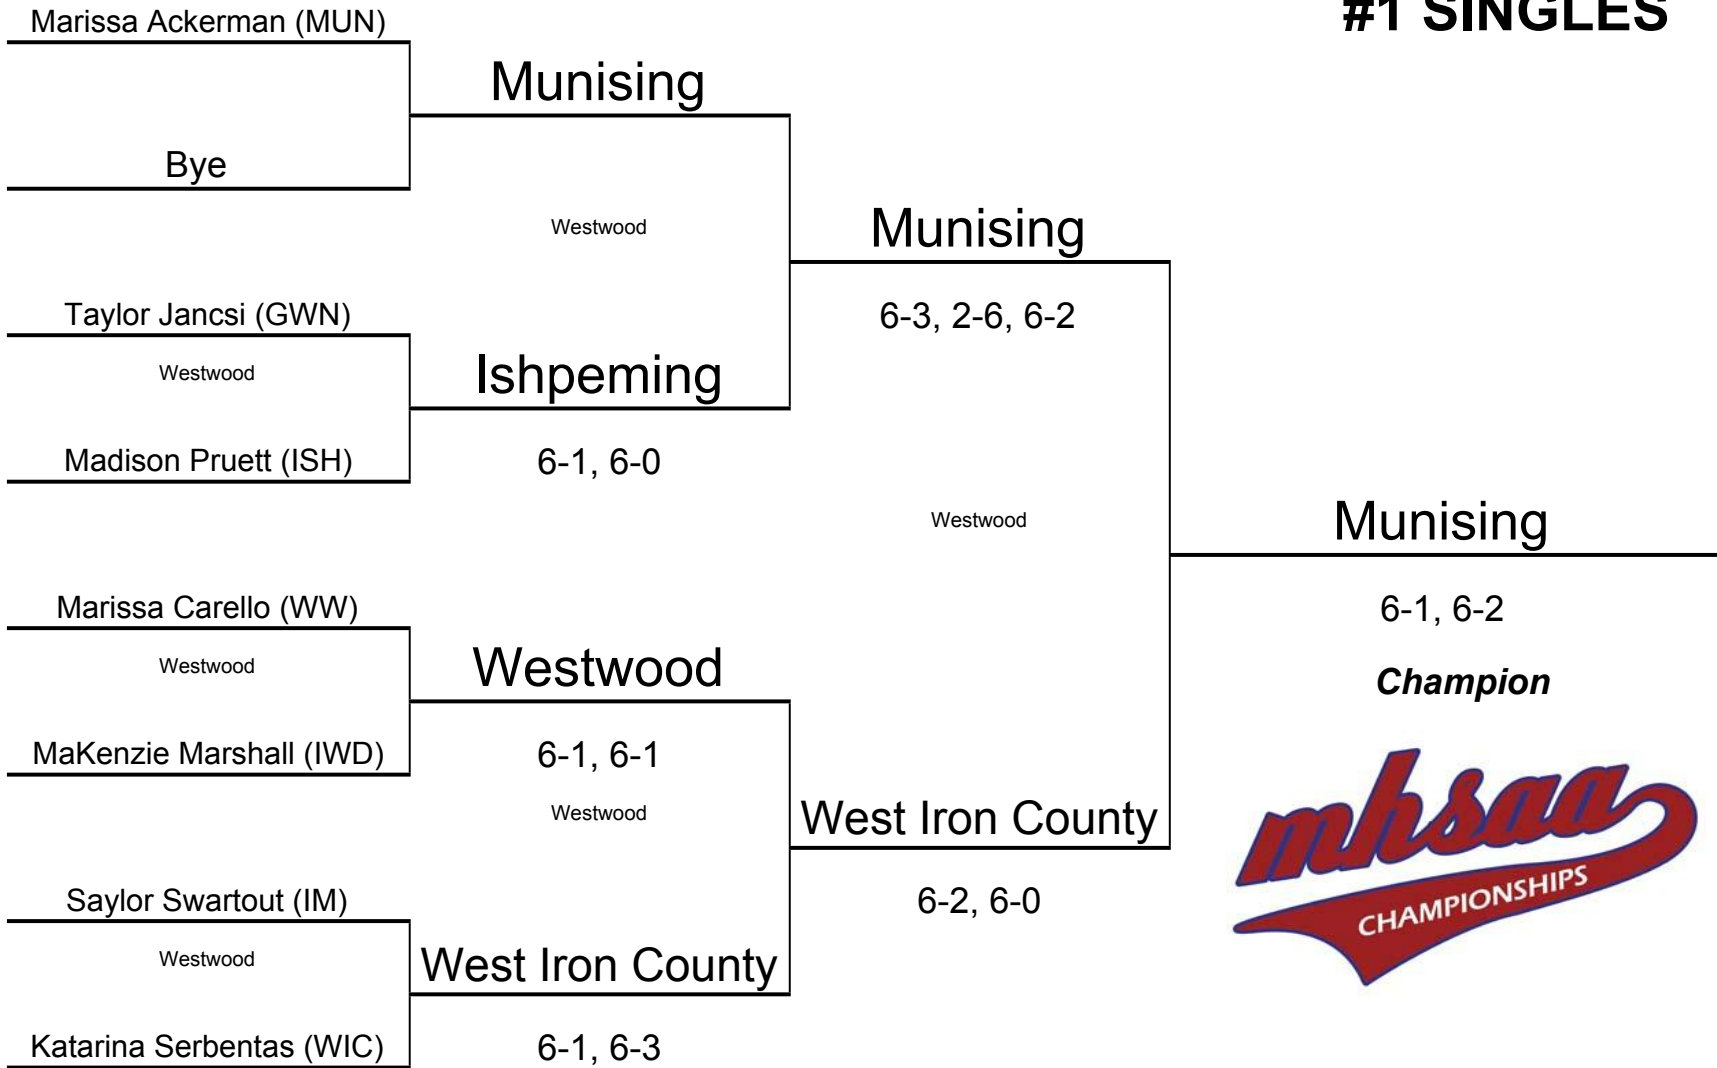 #1 SINGLES
Marissa Ackerman (MUN)
Munising
Bye
Westwood
Munising
Taylor Jancsi (GWN)
6-3, 2-6, 6-2
Westwood
Ishpeming
Madison Pruett (ISH)
6-1, 6-0
Westwood
Munising
Marissa Carello (WW)
6-1, 6-2
Westwood
Westwood
Champion
MaKenzie Marshall (IWD)
6-1, 6-1
Westwood
West Iron County
mhsaa
CHAMPIONSHIPS
Saylor Swartout (IM)
6-2, 6-0
Westwood
West Iron County
Katarina Serbentas (WIC)
6-1, 6-3